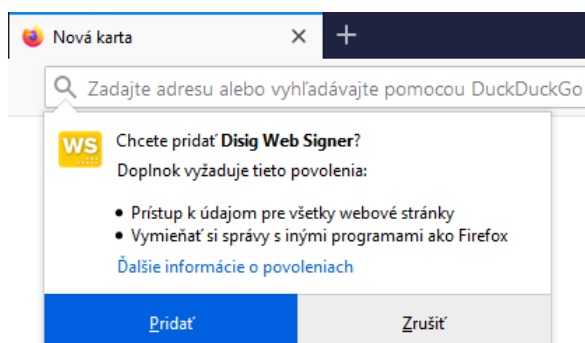 Nová karta
Zadajte adresu alebo vyhľadávajte pomocou DuckDuckGo
WS
Chcete pridať Disig Web Signer?
Doplnok vyžaduje tieto povolenia:
• Prístup k údajom pre všetky webové stránky
• Vymieňať si správy s inými programami ako Firefox
Ďalšie informácie o povoleniach
Pridať
Zrušiť